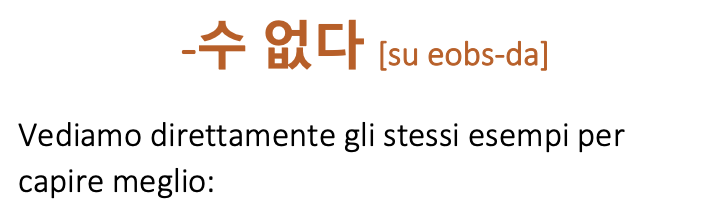 -수 없다 [su eobs-da]
Vediamo direttamente gli stessi esempi per
capire meglio: